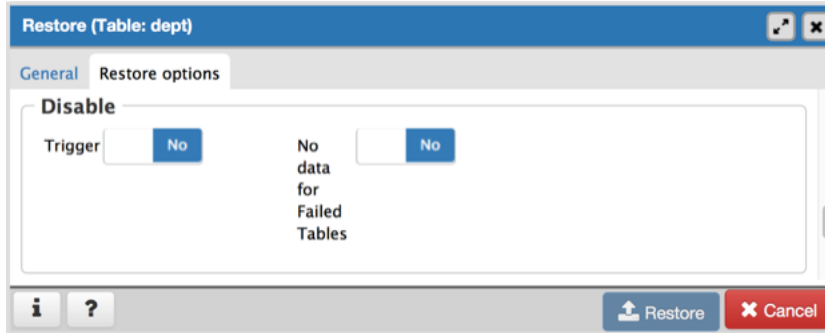 Restore (Table: dept)
General Restore options
Disable
Trigger No No No
data
for
Failed
Tables
i ? Restore Cancel